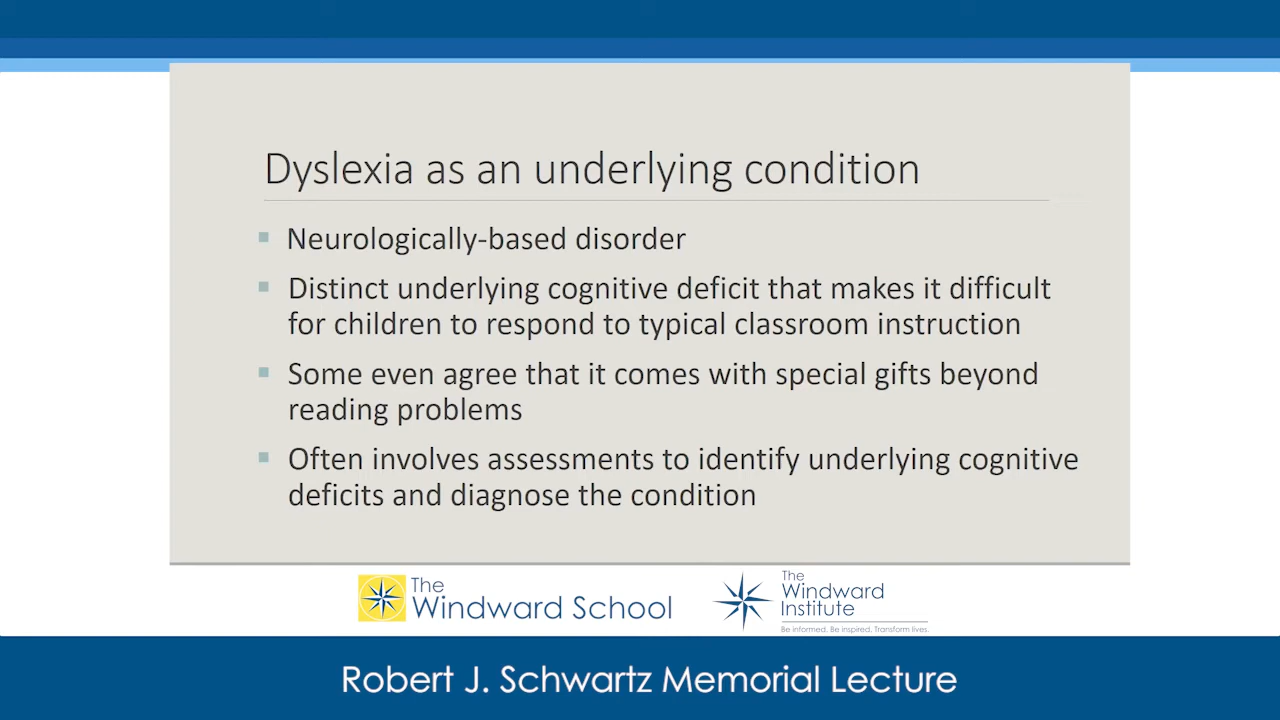 Dyslexia as an underlying condition
Neurologically-based disorder
Distinct underlying cognitive deficit that makes it difficult
for children to respond to typical classroom instruction
Some even agree that it comes with special gifts beyond
reading problems
Often involves assessments to identify underlying cognitive
deficits and diagnose the condition
The
Windward School
The
Windward
Institute
Be informed. Be inspired. Transform lives.
Robert J. Schwartz Memorial Lecture